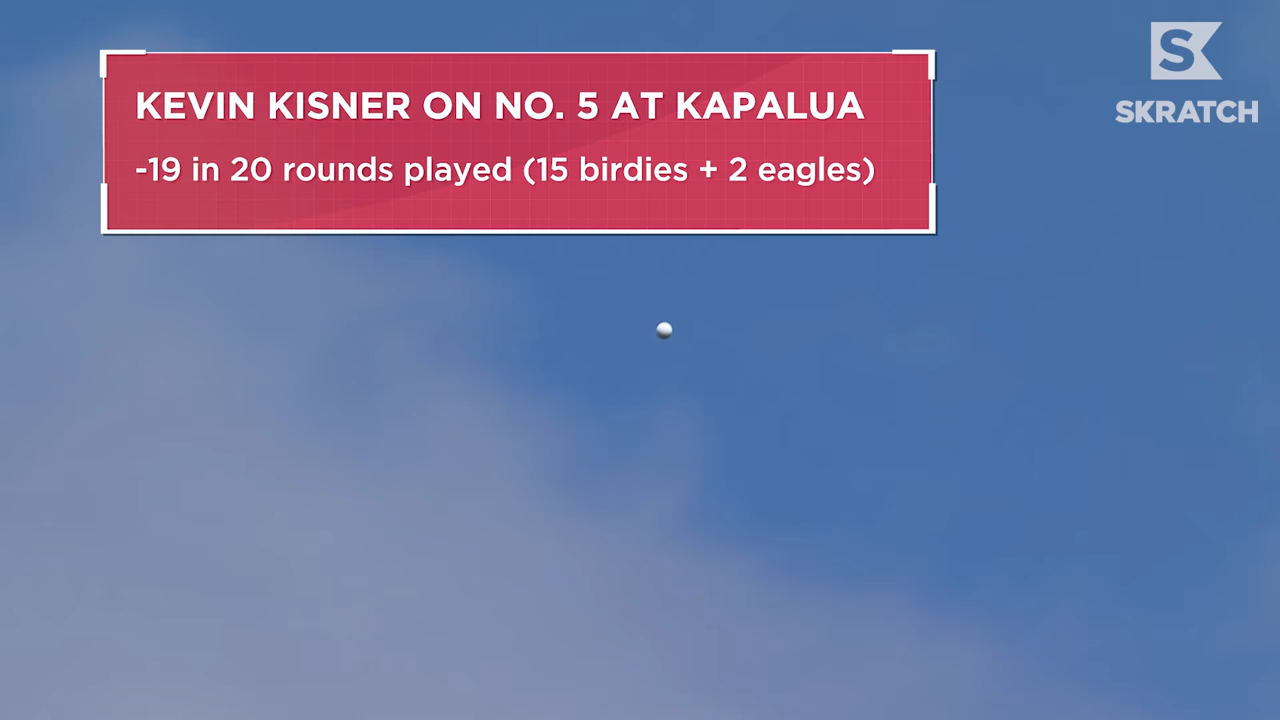 KEVIN KISNER ON NO. 5 AT KAPALUA
-19 in 20 rounds played (15 birdies + 2 eagles)
S
SKRATCH